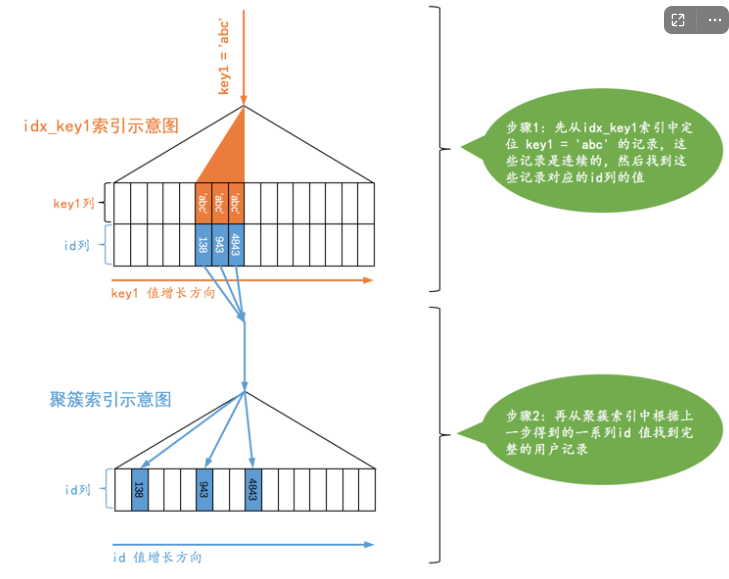 key1 = 'abc'
idx_key1索引示意图
key1列
'abc' 'abc' 'abc'
id列
138 943 4843
key1 值增长方向
步骤1: 先从idx_key1索引中定
位 key1 = 'abc' 的记录, 这
些记录是连续的, 然后找到这
些记录对应的id列的值
聚簇索引示意图
id列
138 943 4843
id 值增长方向
步骤2: 再从聚簇索引中根据上
一步得到的一系列id 值找到完
整的用户记录